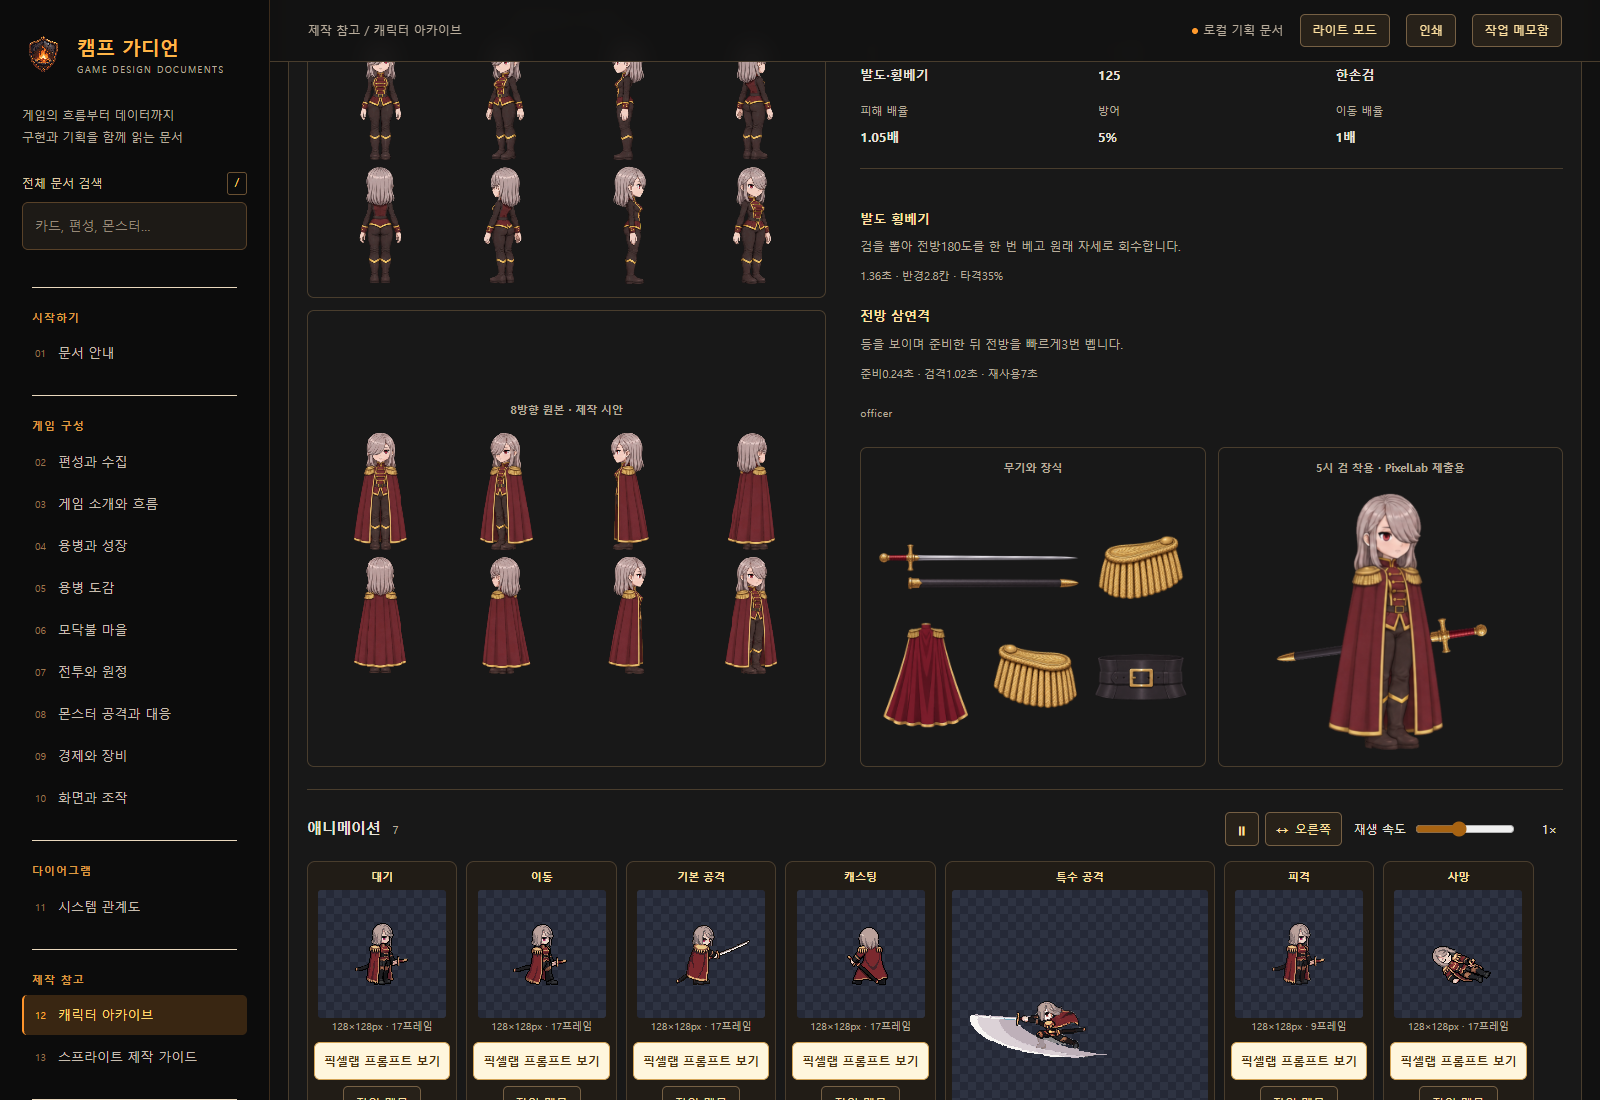 캠프 가디언
GAME DESIGN DOCUMENTS
게임의 흐름부터 데이터까지
구현과 기획을 함께 읽는 문서
전체 문서 검색
/
카드, 편성, 몬스터...
시작하기
01 문서 안내
게임 구성
02 편성과 수집
03 게임 소개와 흐름
04 용병과 성장
05 용병 도감
06 모닥불 마을
07 전투와 원정
08 몬스터 공격과 대응
09 경제와 장비
10 화면과 조작
다이어그램
11 시스템 관계도
제작 참고
12 캐릭터 아카이브
13 스프라이트 제작 가이드
제작 참고 / 캐릭터 아카이브
로컬 기획 문서
라이트 모드
인쇄
작업 메모함
발도·횡베기 125 한손검
피해 배율 방어 이동 배율
1.05배 5% 1배
발도 횡베기
검을 뽑아 전방180도를 한 번 베고 원래 자세로 회수합니다.
1.36초 · 반경2.8칸 · 타격35%
전방 삼연격
등을 보이며 준비한 뒤 전방을 빠르게3번 벱니다.
준비0.24초 · 검격1.02초 · 재사용7초
officer
8방향 원본 · 제작 시안
무기와 장식
5시 검 착용 · PixelLab 제출용
애니메이션 7
↔ 오른쪽
재생 속도
1×
대기
128×128px · 17프레임
픽셀랩 프롬프트 보기
이동
128×128px · 17프레임
픽셀랩 프롬프트 보기
기본 공격
128×128px · 17프레임
픽셀랩 프롬프트 보기
캐스팅
128×128px · 17프레임
픽셀랩 프롬프트 보기
특수 공격
피격
128×128px · 9프레임
픽셀랩 프롬프트 보기
사망
128×128px · 17프레임
픽셀랩 프롬프트 보기